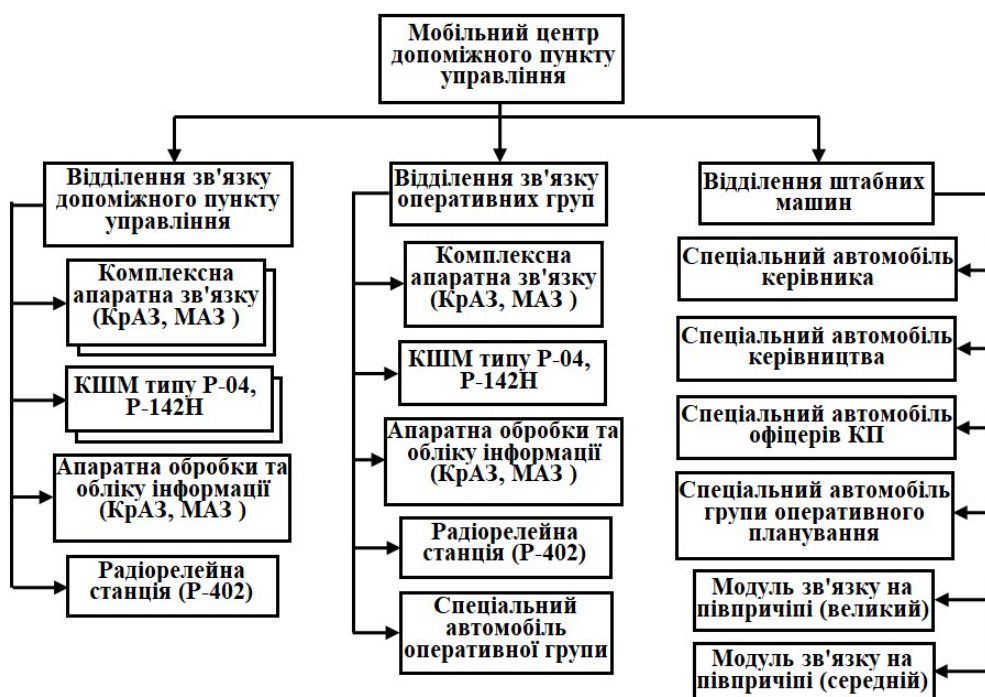 Мобільний центр
допоміжного пункту
управління
Відділення зв'язку
допоміжного пункту
управління
Комплексна
апаратна зв'язку
(КрАЗ, МАЗ )
КШМ типу Р-04,
Р-142Н
Апаратна обробки та
обліку інформації
(КрАЗ, МАЗ )
Радіорелейна
станція (Р-402)
Відділення зв'язку
оперативних груп
Комплексна
апаратна зв'язку
(КрАЗ, МАЗ )
КШМ типу Р-04,
Р-142Н
Апаратна обробки та
обліку інформації
(КрАЗ, МАЗ )
Радіорелейна
станція (Р-402)
Спеціальний
автомобіль
оперативної групи
Відділення штабних
машин
Спеціальний автомобіль
керівника
Спеціальний автомобіль
керівництва
Спеціальний автомобіль
офіцерів КП
Спеціальний автомобіль
групи оперативного
планування
Модуль зв'язку на
півпричіпі (великий)
Модуль зв'язку на
півпричіпі (середній)